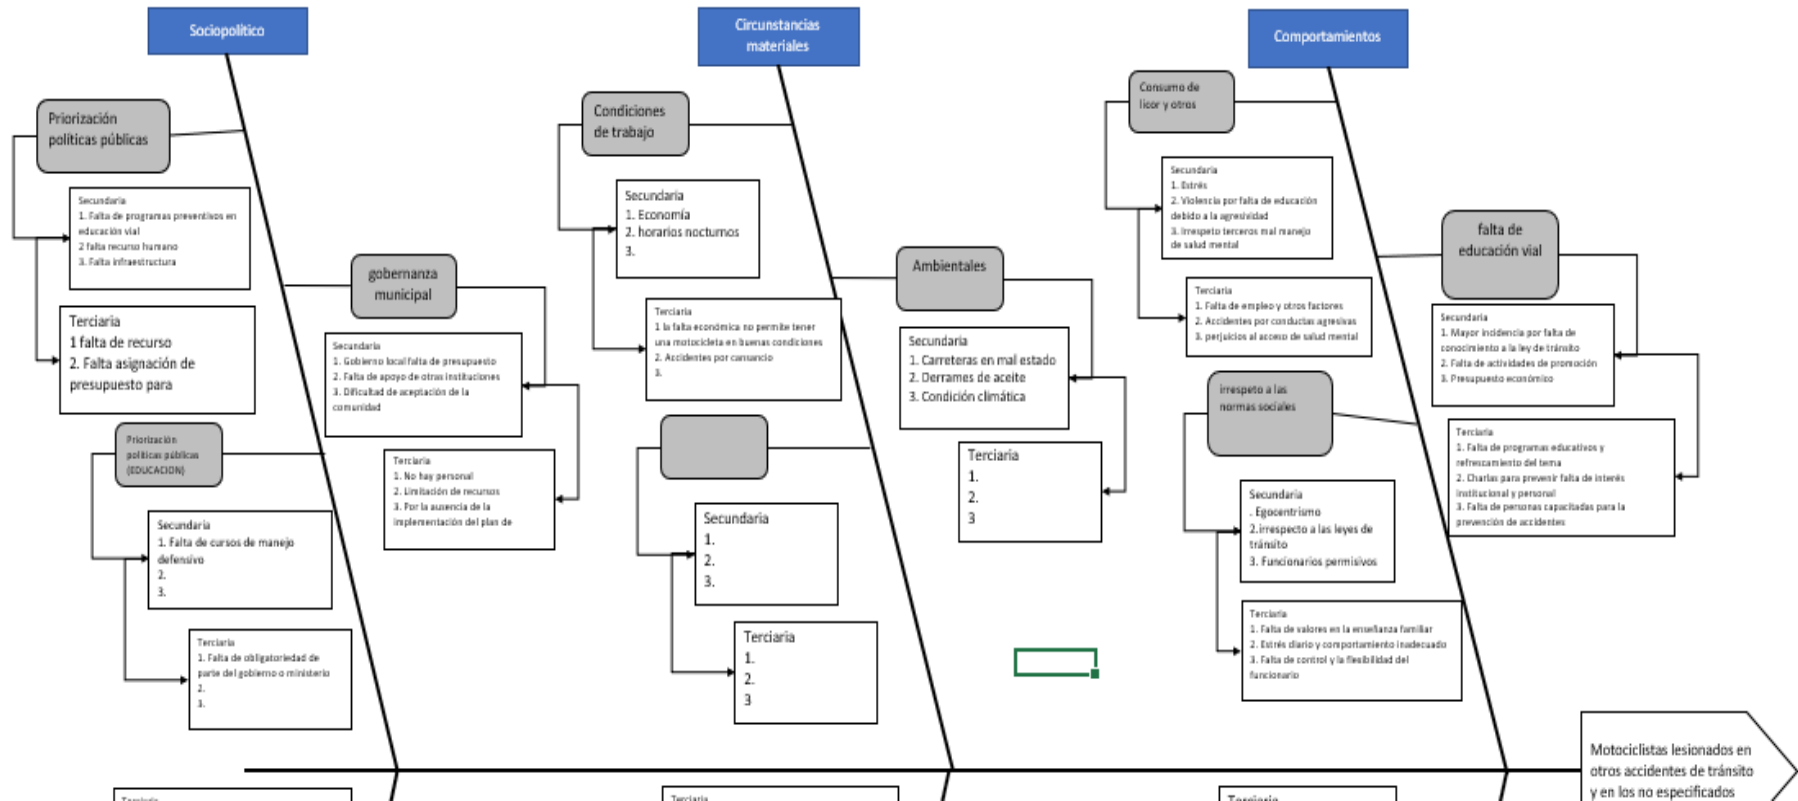 Sociopolítico
Priorización
políticas públicas
Secundaria
1. Falta de programas preventivos en
educación vial
2 falta recurso humano
3. Falta infraestructura
Terciaria
1 falta de recurso
2. Falta asignación de
presupuesto para
gobernanza
municipal
Secundaria
1. Gobierno local falta de presupuesto
2. Falta de apoyo de otras instituciones
3. Dificultad de aceptación de la
comunidad
Terciaria
1. No hay personal
2. Limitación de recursos
3. Por la ausencia de la
implementación del plan de
Priorización
políticas públicas
(EDUCACION)
Secundaria
1. Falta de cursos de manejo
defensivo
2.
3.
Terciaria
1. Falta de obligatoriedad de
parte del gobierno o ministerio
2.
3.
Circunstancias
materiales
Condiciones
de trabajo
Secundaria
1. Economía
2. horarios nocturnos
3.
Terciaria
1 la falta económica no permite tener
una motocicleta en buenas condiciones
2. Accidentes por cansancio
3.
Ambientales
Secundaria
1. Carreteras en mal estado
2. Derrames de aceite
3. Condición climática
Terciaria
1.
2.
3
Secundaria
1.
2.
3.
Terciaria
1.
2.
3
Comportamientos
Consumo de
licor y otros
Secundaria
1. Estrés
2. Violencia por falta de educación
debido a la agresividad
3. Irrespeto terceros mal manejo
de salud mental
Terciaria
1. Falta de empleo y otros factores
2. Accidentes por conductas agresivas
3. perjuicios al acceso de salud mental
falta de
educación vial
Secundaria
1. Mayor incidencia por falta de
conocimiento a la ley de tránsito
2. Falta de actividades de promoción
3. Presupuesto económico
Terciaria
1. Falta de programas educativos y
refrescamiento del tema
2. Charlas para prevenir falta de interés
institucional y personal
3. Falta de personas capacitadas para la
prevención de accidentes
irrespeto a las
normas sociales
Secundaria
. Egocentrismo
2.irrespecto a las leyes de
tránsito
3. Funcionarios permisivos
Terciaria
1. Falta de valores en la enseñanza familiar
2. Estrés diario y comportamiento inadecuado
3. Falta de control y la flesibilidad del
funcionario
Motociclistas lesionados en
otros accidentes de tránsito
y en los no especificados
Terciaria
Terciaria
Terciaria